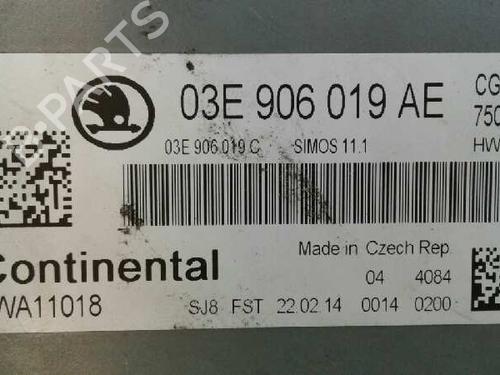 B-PARTS
03E 906 019 AE
CG
750
03E 906 019 C SIMOS 11.1 HW
Continental
Made in Czech Rep.
04 4084
WA11018 SJ8 FST 22.02.14 0014 0200